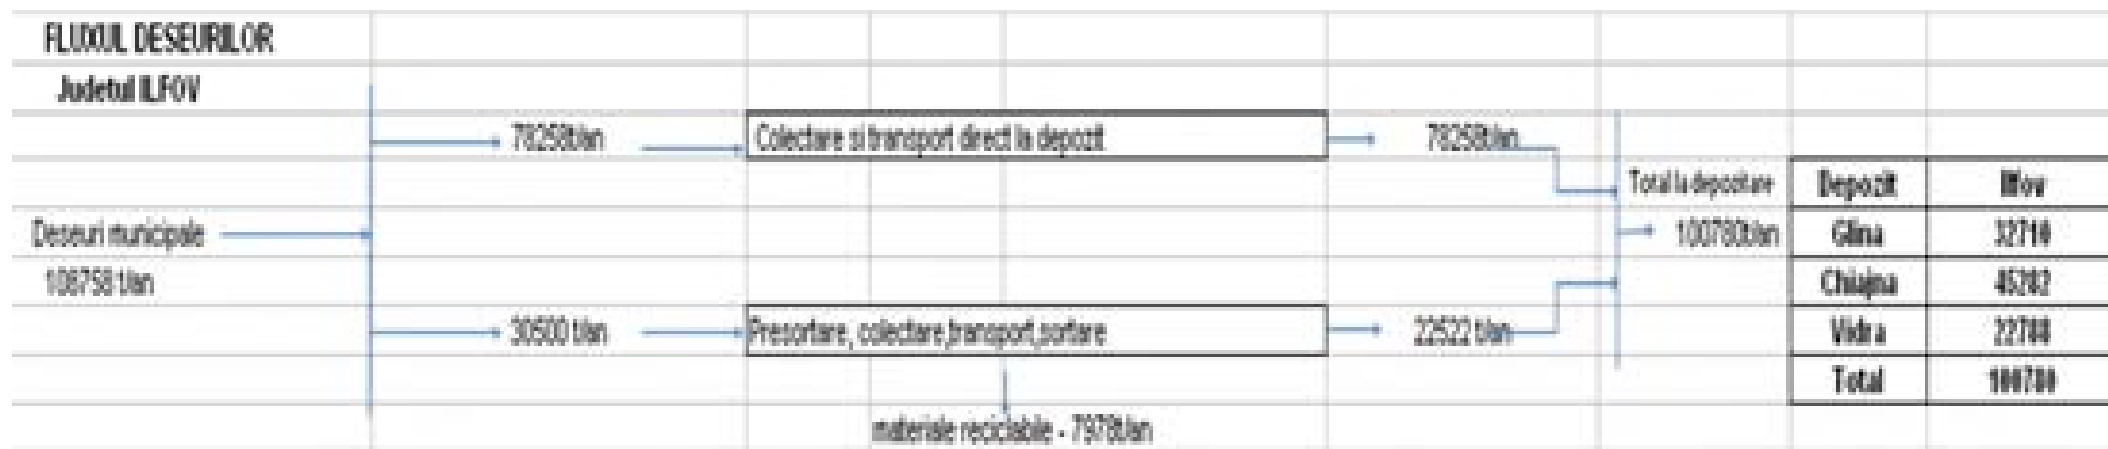 FLUXUL DESEURILOR
Judetul ILFOV
78258t/an
Colectare si transport direct la depozit
78258t/an
Total la depozitare
Depozit Ilfov
Deseuri municipale
100780t/an
Glina 32710
108758 t/an
Chiajna 45282
30500 t/an
Presortare, colectare,transport,sortare
22522 t/an
Vidra 22788
Total 100780
materiale reciclabile - 7978t/an